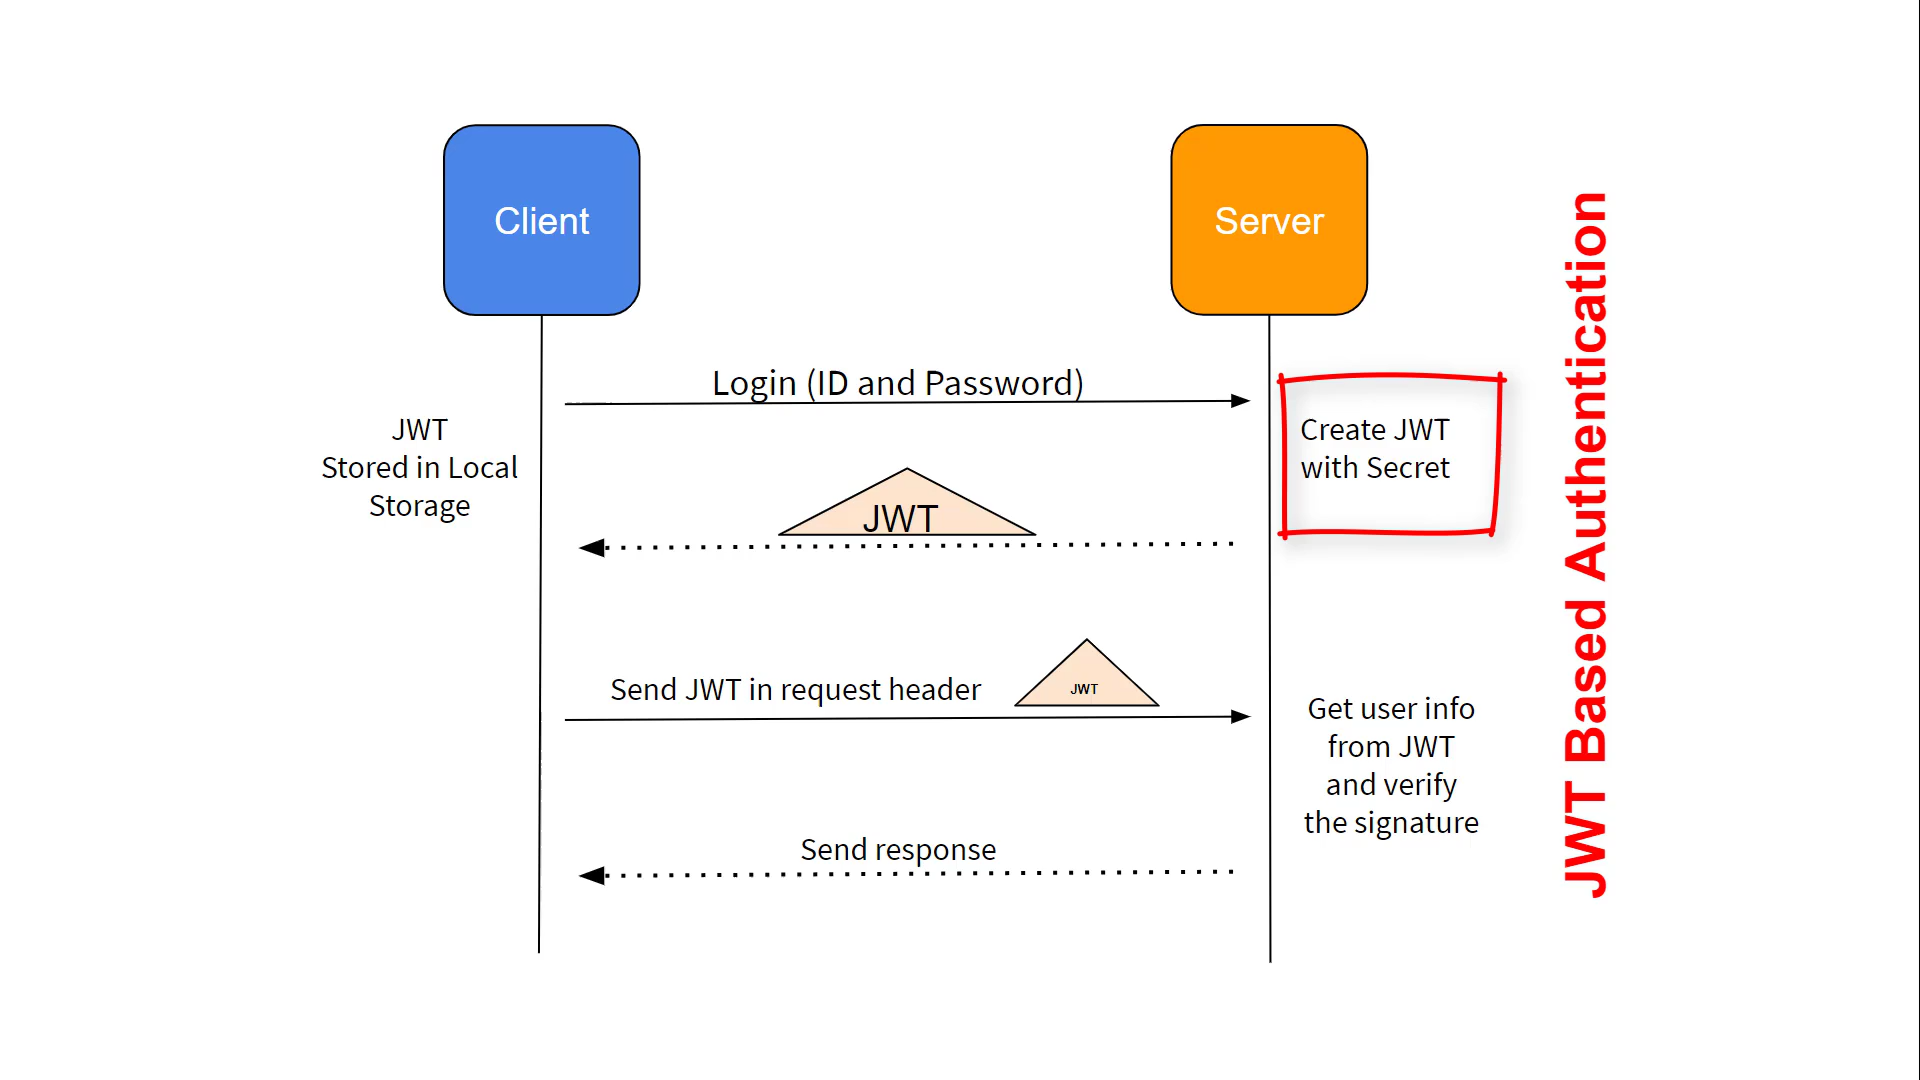 Client
Server
Login (ID and Password)
JWT
Stored in Local
Storage
Create JWT
with Secret
JWT
Send JWT in request header
JWT
Get user info
from JWT
and verify
the signature
Send response
JWT Based Authentication